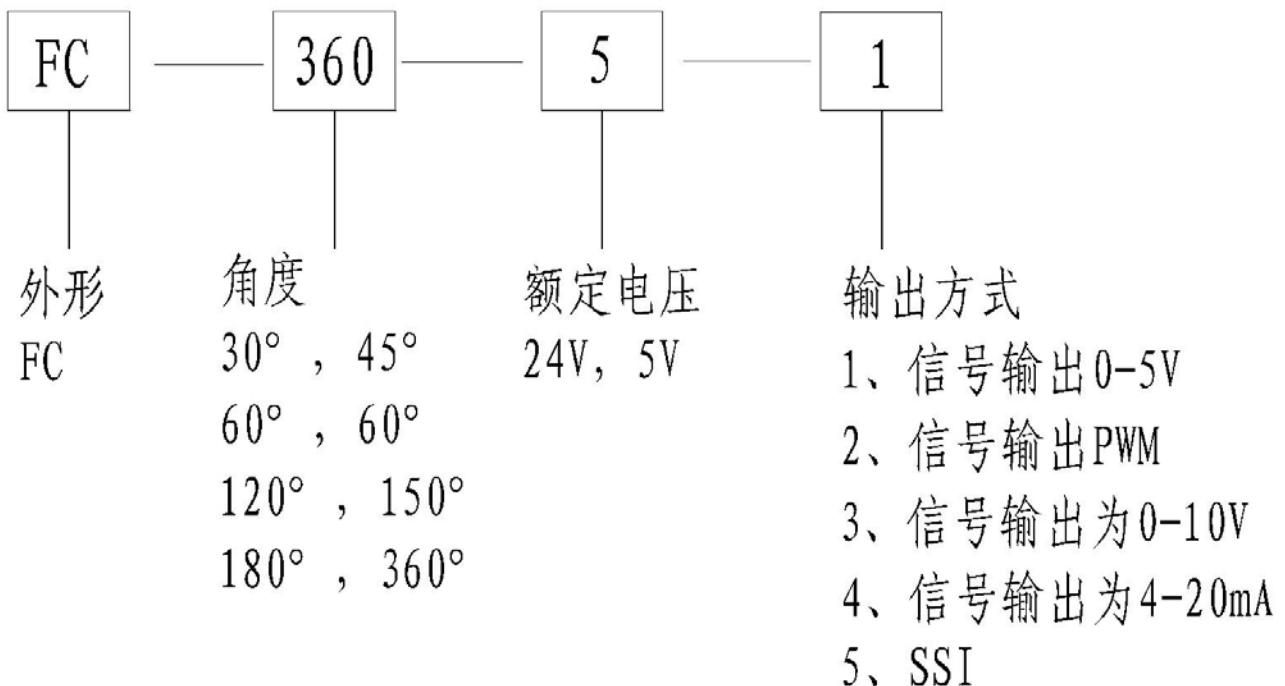 FC 360 5 1
外形
FC
角度
30° , 45°
60° , 60°
120° , 150°
180° , 360°
额定电压
24V, 5V
输出方式
1、信号输出0-5V
2、信号输出PWM
3、信号输出为0-10V
4、信号输出为4-20mA
5、SSI